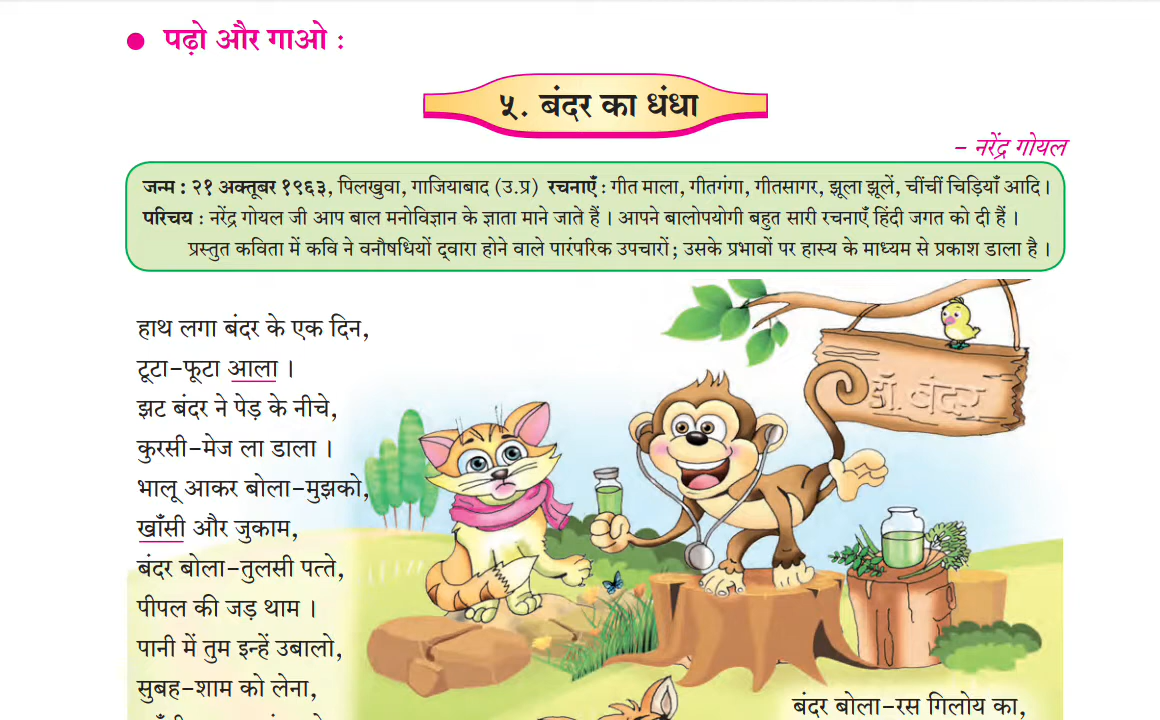 ● पढ़ो और गाओ :
५. बंदर का धंधा
– नरेंद्र गोयल
जन्म : २१ अक्तूबर १९६३, पिलखुवा, गाजियाबाद (उ.प्र) रचनाएँ : गीत माला, गीतगंगा, गीतसागर, झूला झूलें, चींचीं चिड़ियाँ आदि।
परिचय : नरेंद्र गोयल जी आप बाल मनोविज्ञान के ज्ञाता माने जाते हैं । आपने बालोपयोगी बहुत सारी रचनाएँ हिंदी जगत को दी हैं ।
प्रस्तुत कविता में कवि ने वनौषधियों द्‌वारा होने वाले पारंपरिक उपचारों; उसके प्रभावों पर हास्य के माध्यम से प्रकाश डाला है ।
हाथ लगा बंदर के एक दिन,
टूटा-फूटा आला ।
झट बंदर ने पेड़ के नीचे,
कुरसी-मेज ला डाला ।
भालू आकर बोला-मुझको,
खाँसी और जुकाम,
बंदर बोला-तुलसी पत्ते,
पीपल की जड़ थाम ।
पानी में तुम इन्हें उबालो,
सुबह-शाम को लेना,
डॉ. बंदर
बंदर बोला-रस गिलोय का,